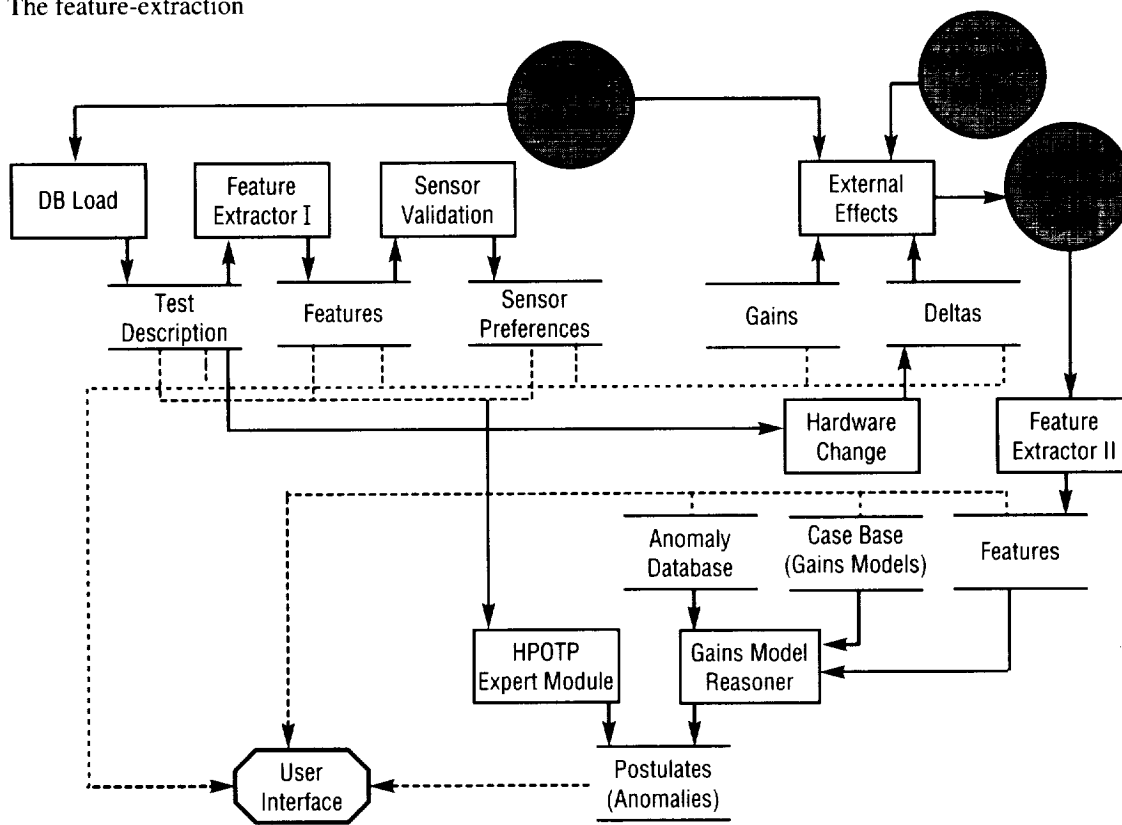 The feature-extraction
DB Load
Feature
Extractor I
Sensor
Validation
External
Effects
Test
Description
Features
Sensor
Preferences
Gains
Deltas
Hardware
Change
Feature
Extractor II
Anomaly
Database
Case Base
(Gains Models)
Features
HPOTP
Expert Module
Gains Model
Reasoner
User
Interface
Postulates
(Anomalies)